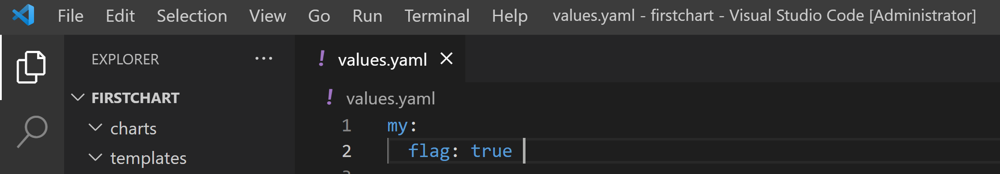 File Edit Selection View Go Run Terminal Help values.yaml - firstchart - Visual Studio Code [Administrator]
EXPLORER ···
FIRSTCHART
charts
templates
! values.yaml ×
! values.yaml
1 my:
2   flag: true